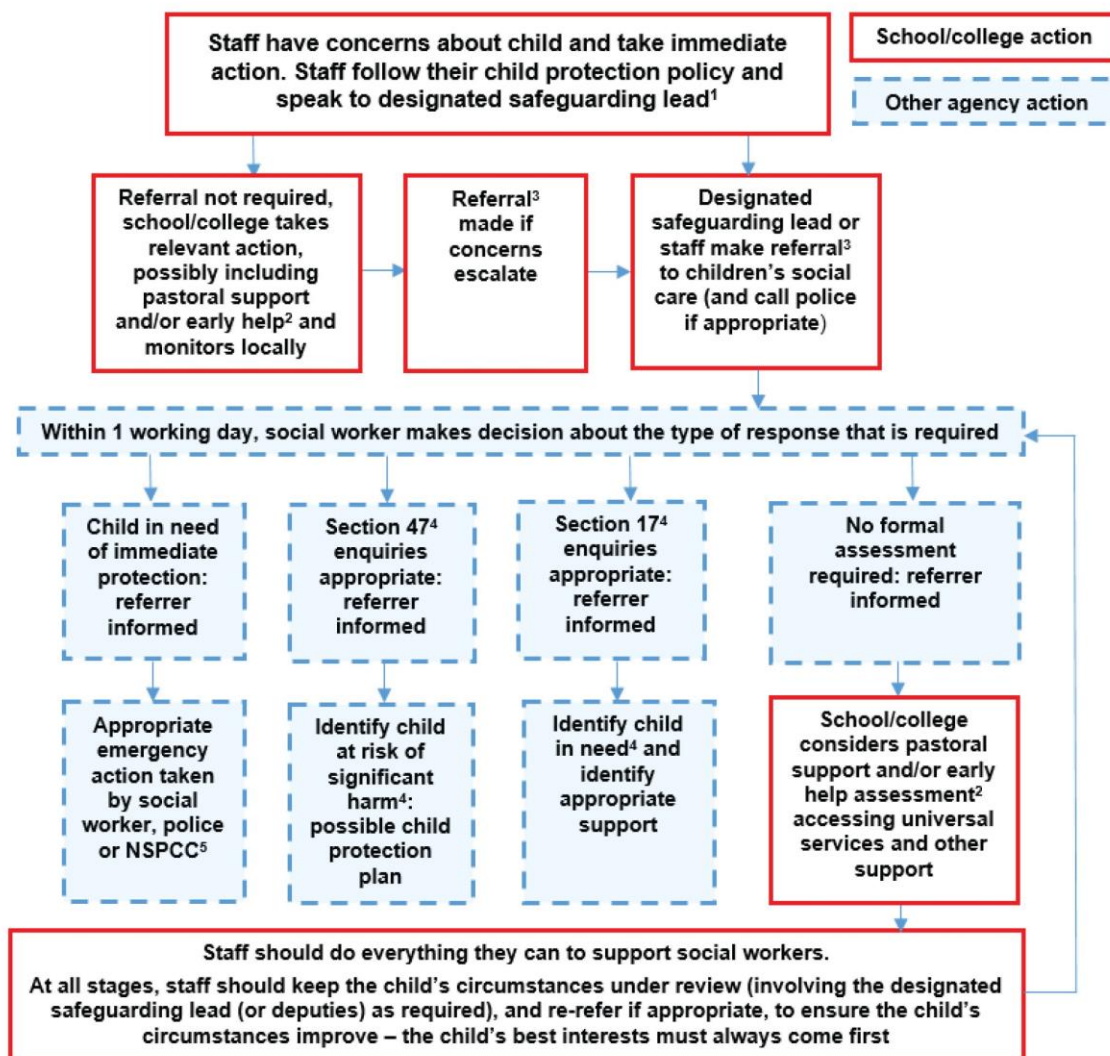 Staff have concerns about child and take immediate
action. Staff follow their child protection policy and
speak to designated safeguarding lead¹
School/college action
Other agency action
Referral not required,
school/college takes
relevant action,
possibly including
pastoral support
and/or early help² and
monitors locally
Referral³
made if
concerns
escalate
Designated
safeguarding lead or
staff make referral³
to children’s social
care (and call police
if appropriate)
Within 1 working day, social worker makes decision about the type of response that is required
Child in need
of immediate
protection:
referrer
informed
Section 47⁴
enquiries
appropriate:
referrer
informed
Section 17⁴
enquiries
appropriate:
referrer
informed
No formal
assessment
required: referrer
informed
Appropriate
emergency
action taken
by social
worker, police
or NSPCC⁵
Identify child
at risk of
significant
harm⁴:
possible child
protection
plan
Identify child
in need⁴ and
identify
appropriate
support
School/college
considers pastoral
support and/or early
help assessment²
accessing universal
services and other
support
Staff should do everything they can to support social workers.
At all stages, staff should keep the child’s circumstances under review (involving the designated
safeguarding lead (or deputies) as required), and re-refer if appropriate, to ensure the child’s
circumstances improve – the child’s best interests must always come first